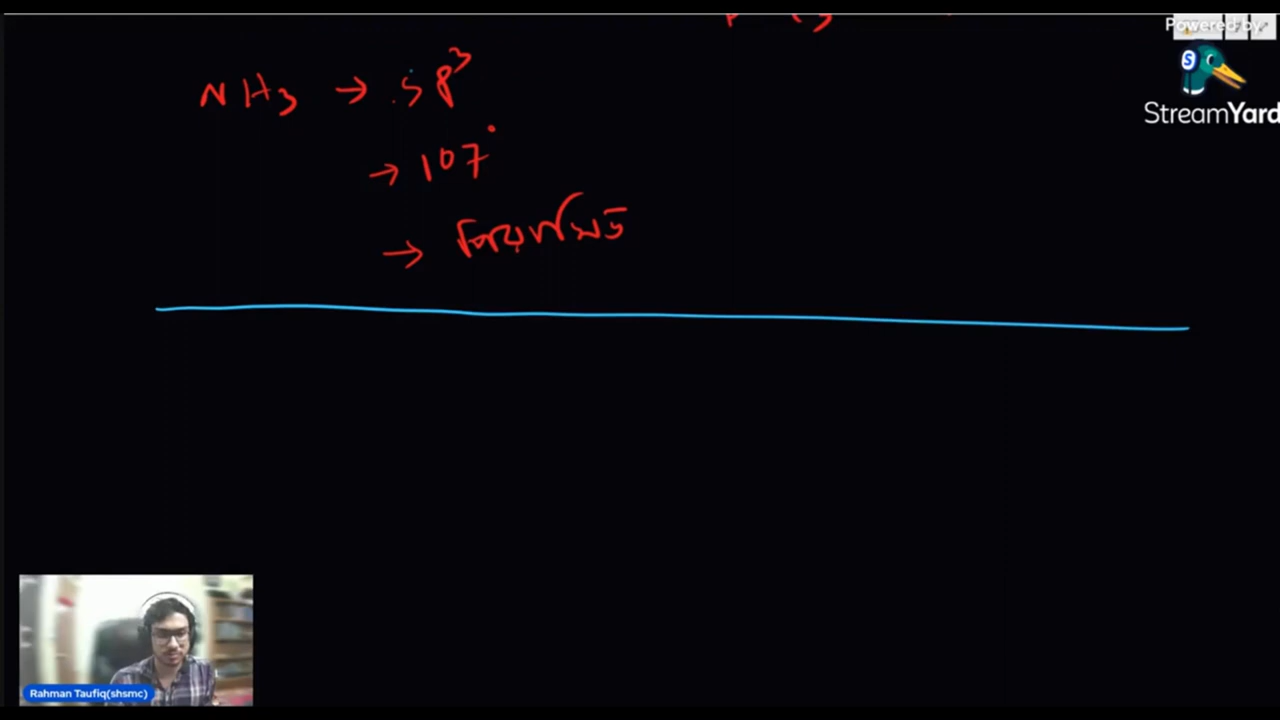 Powered by
StreamYard
NH3 → sp³
→ 107°
→
Rahman Taufiq(shsmc)